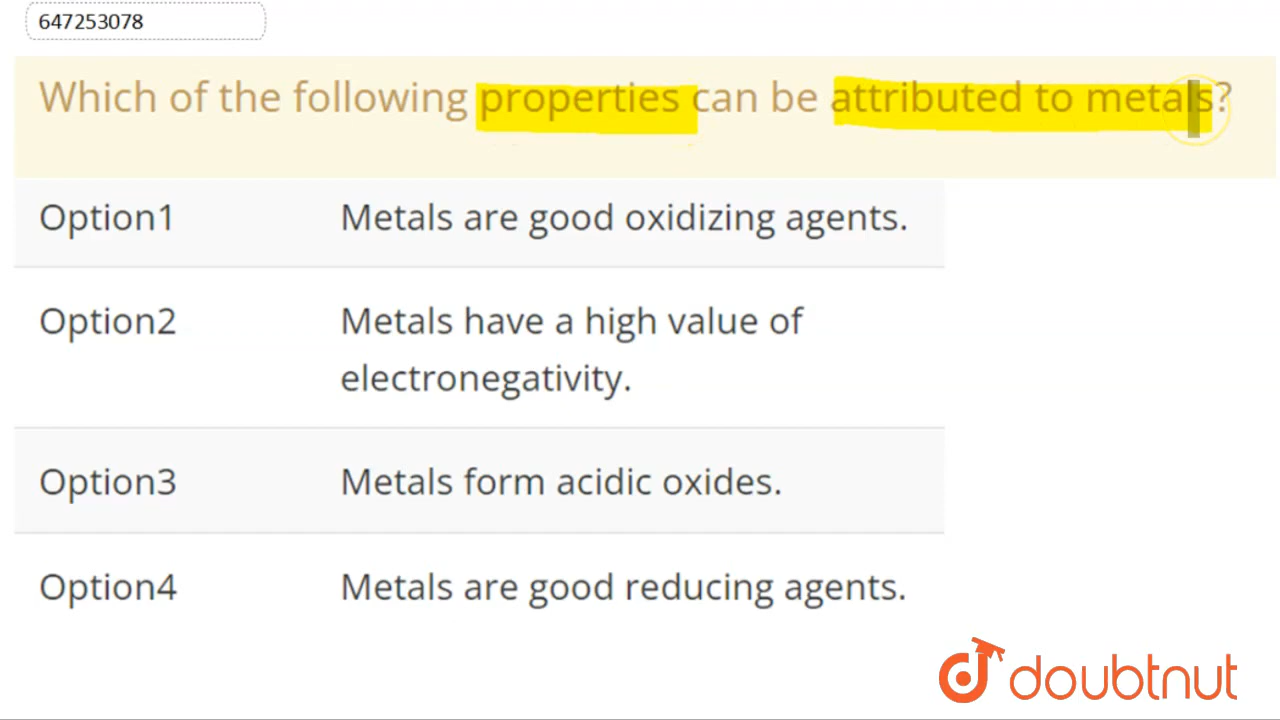 647253078
Which of the following properties can be attributed to metals?
Option1 Metals are good oxidizing agents.
Option2 Metals have a high value of
electronegativity.
Option3 Metals form acidic oxides.
Option4 Metals are good reducing agents.
doubtnut